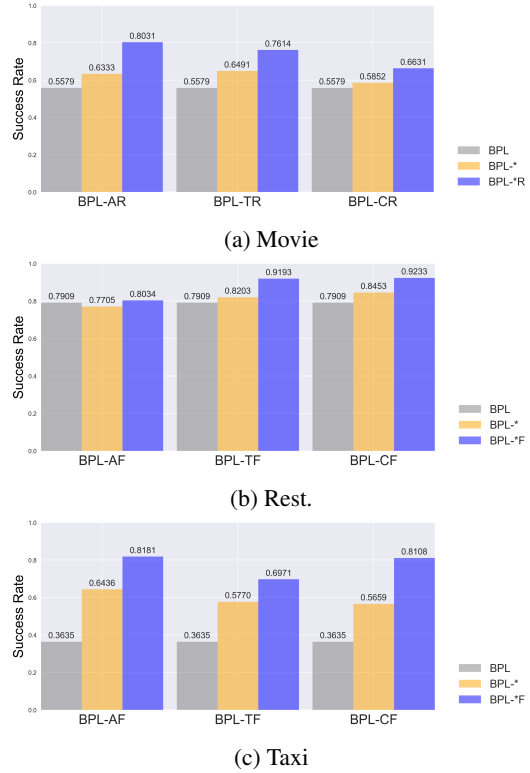 1.0
0.8031
0.8
0.7614
0.6333
0.6491
0.6631
0.5579
0.5579
0.5579
0.5852
0.6
0.4
0.2
0.0
Success Rate
BPL-AR
BPL-TR
BPL-CR
BPL
BPL-*
BPL-*R
(a) Movie
1.0
0.9193
0.9233
0.7909
0.7705
0.8034
0.7909
0.8203
0.7909
0.8453
0.8
0.6
0.4
0.2
0.0
Success Rate
BPL-AF
BPL-TF
BPL-CF
BPL
BPL-*
BPL-*F
(b) Rest.
1.0
0.8181
0.8108
0.8
0.6436
0.6971
0.6
0.5770
0.5659
0.3635
0.3635
0.3635
0.4
0.2
0.0
Success Rate
BPL-AF
BPL-TF
BPL-CF
BPL
BPL-*
BPL-*F
(c) Taxi